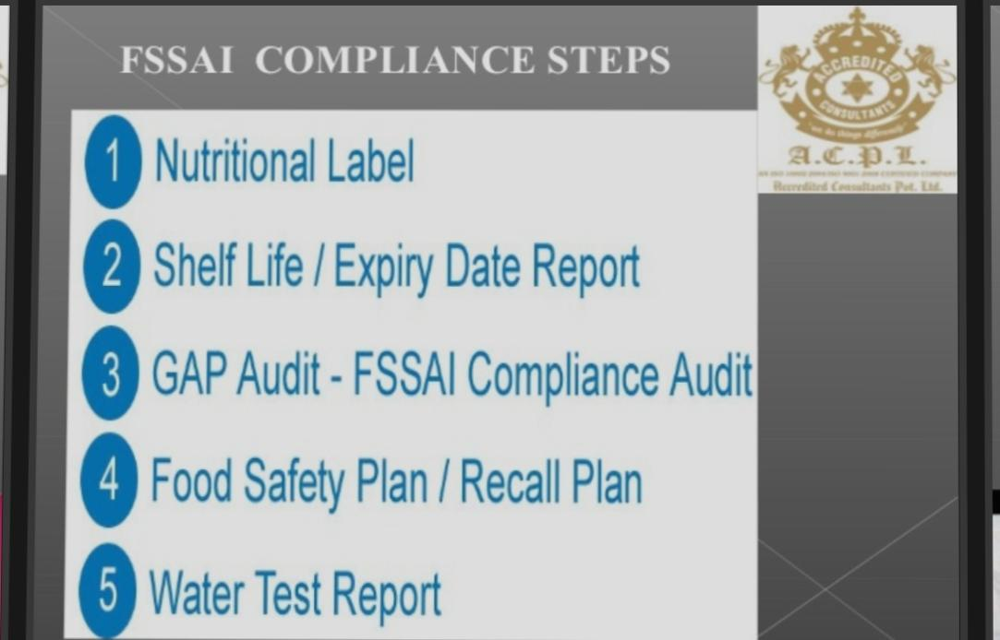 FSSAI COMPLIANCE STEPS
ACCREDITED
CONSULTANTS
"we do things differently"
A.C.P.L.
Accredited Consultants Pvt. Ltd.
1 Nutritional Label
2 Shelf Life / Expiry Date Report
3 GAP Audit - FSSAI Compliance Audit
4 Food Safety Plan / Recall Plan
5 Water Test Report